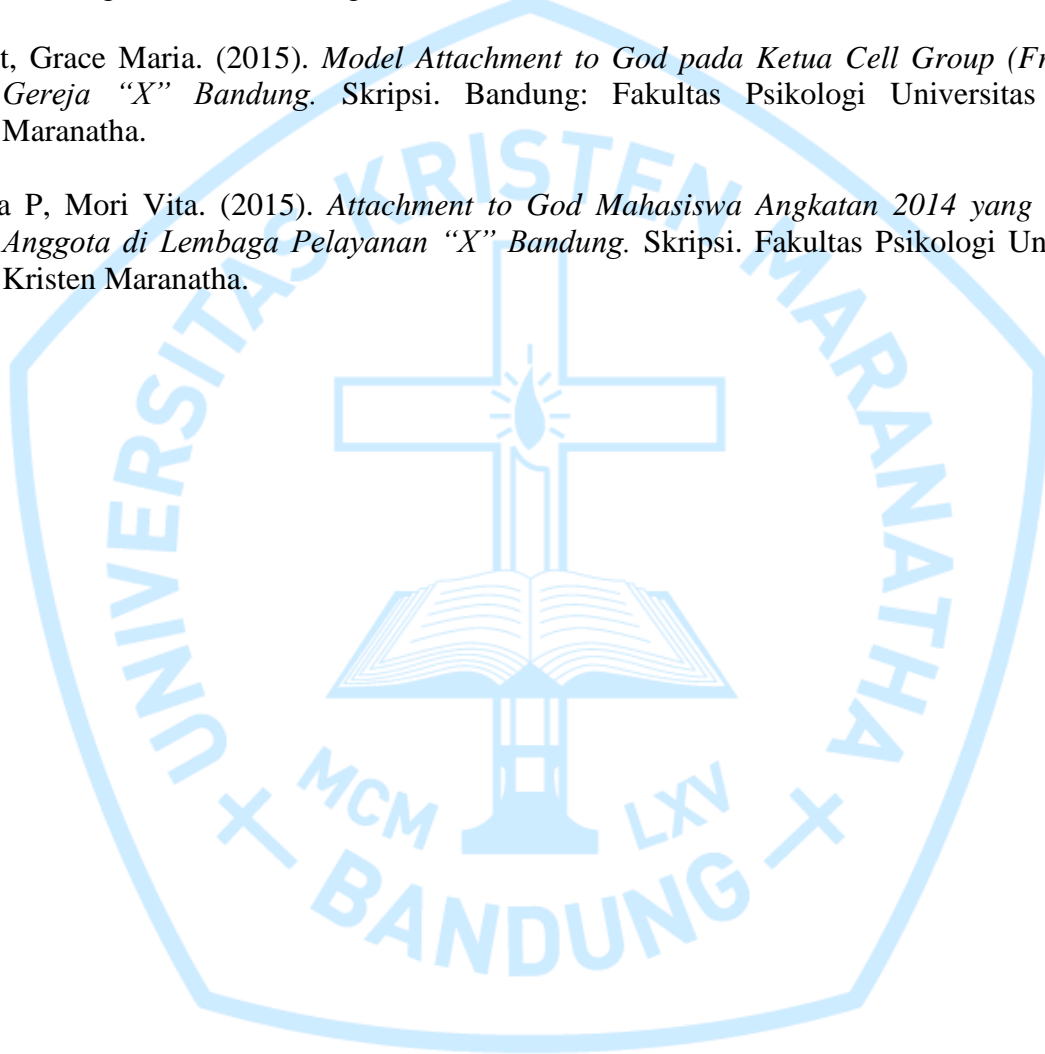 t, Grace Maria. (2015). Model Attachment to God pada Ketua Cell Group (Fr
Gereja “X” Bandung. Skripsi. Bandung: Fakultas Psikologi Universitas
Maranatha.
a P, Mori Vita. (2015). Attachment to God Mahasiswa Angkatan 2014 yang
Anggota di Lembaga Pelayanan “X” Bandung. Skripsi. Fakultas Psikologi Un
Kristen Maranatha.
UNIVERSITAS KRISTEN MARANATHA
MCM LXV
BANDUNG